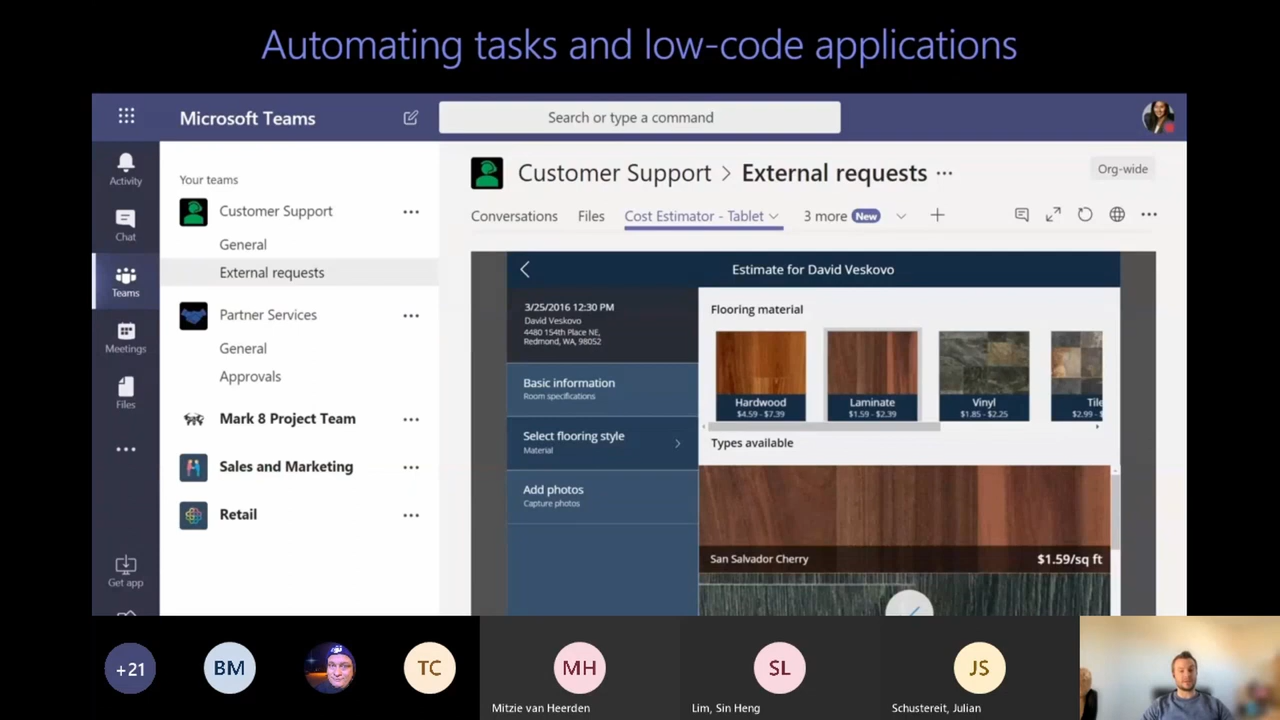 Automating tasks and low-code applications
Microsoft Teams
Search or type a command
Activity
Chat
Teams
Meetings
Files
Get app
Your teams
Customer Support
General
External requests
Partner Services
General
Approvals
Mark 8 Project Team
Sales and Marketing
Retail
Customer Support > External requests
Org-wide
Conversations Files Cost Estimator - Tablet 3 more New
Estimate for David Veskovo
3/25/2016 12:30 PM
David Veskovo
4480 154th Place NE,
Redmond, WA, 98052
Basic information
Room specifications
Select flooring style
Material
Add photos
Capture photos
Flooring material
Hardwood
$4.59 - $7.39
Laminate
$1.59 - $2.39
Vinyl
$1.85 - $2.25
Tile
$2.99 -
Types available
San Salvador Cherry $1.59/sq ft
+21
BM
TC
MH
Mitzie van Heerden
SL
Lim, Sin Heng
JS
Schustereit, Julian